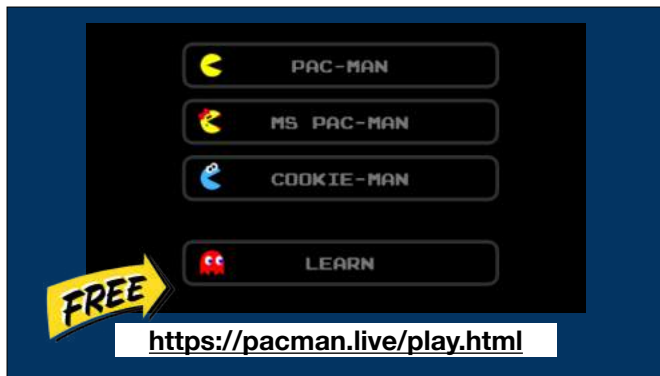 PAC-MAN
MS PAC-MAN
COOKIE-MAN
LEARN
FREE
https://pacman.live/play.html